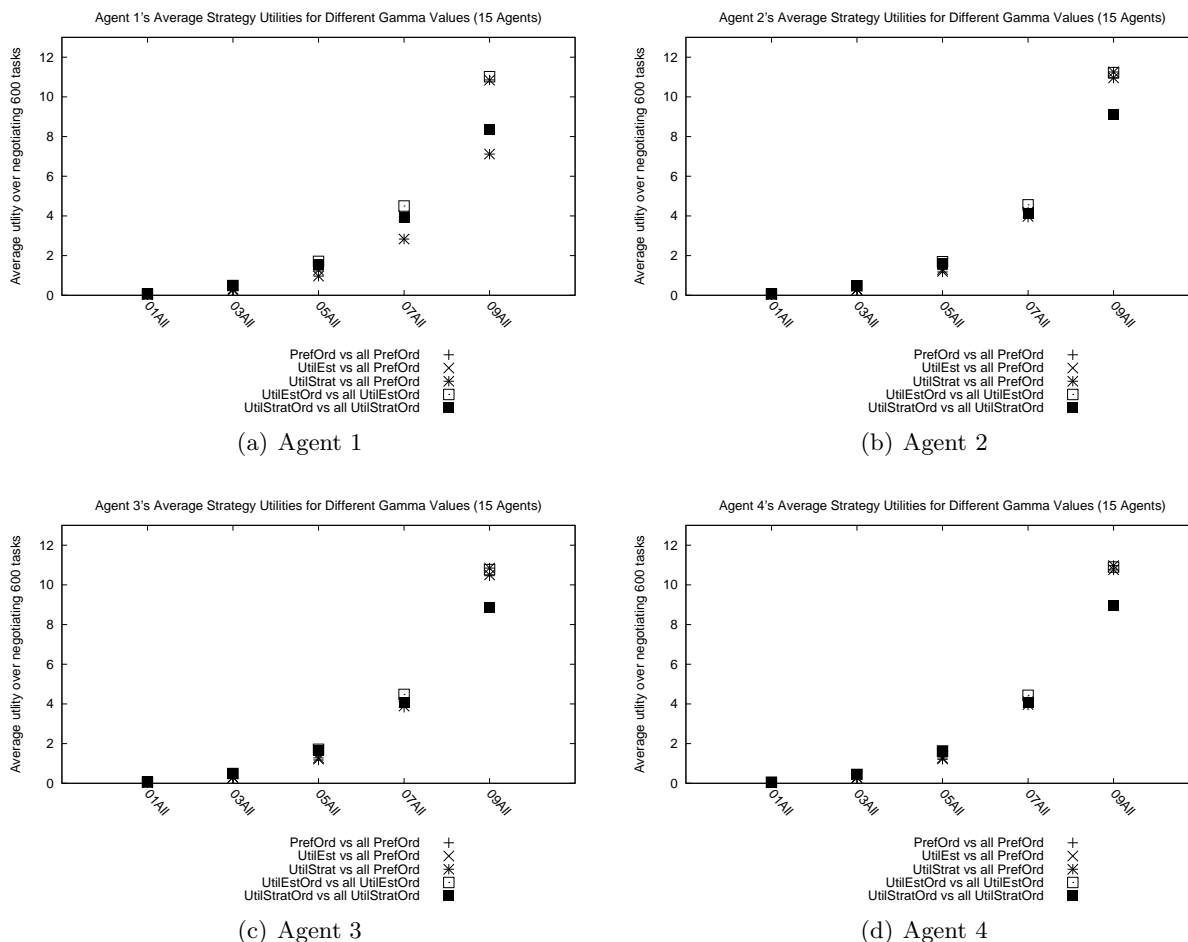 Agent 1's Average Strategy Utilities for Different Gamma Values (15 Agents)
Average utlity over negotiating 600 tasks
12
10
8
6
4
2
0
01All
03All
05All
07All
09All
PrefOrd vs all PrefOrd
UtilEst vs all PrefOrd
UtilStrat vs all PrefOrd
UtilEstOrd vs all UtilEstOrd
UtilStratOrd vs all UtilStratOrd
(a) Agent 1
Agent 2's Average Strategy Utilities for Different Gamma Values (15 Agents)
Average utlity over negotiating 600 tasks
12
10
8
6
4
2
0
01All
03All
05All
07All
09All
PrefOrd vs all PrefOrd
UtilEst vs all PrefOrd
UtilStrat vs all PrefOrd
UtilEstOrd vs all UtilEstOrd
UtilStratOrd vs all UtilStratOrd
(b) Agent 2
Agent 3's Average Strategy Utilities for Different Gamma Values (15 Agents)
Average utlity over negotiating 600 tasks
12
10
8
6
4
2
0
01All
03All
05All
07All
09All
PrefOrd vs all PrefOrd
UtilEst vs all PrefOrd
UtilStrat vs all PrefOrd
UtilEstOrd vs all UtilEstOrd
UtilStratOrd vs all UtilStratOrd
(c) Agent 3
Agent 4's Average Strategy Utilities for Different Gamma Values (15 Agents)
Average utlity over negotiating 600 tasks
12
10
8
6
4
2
0
01All
03All
05All
07All
09All
PrefOrd vs all PrefOrd
UtilEst vs all PrefOrd
UtilStrat vs all PrefOrd
UtilEstOrd vs all UtilEstOrd
UtilStratOrd vs all UtilStratOrd
(d) Agent 4